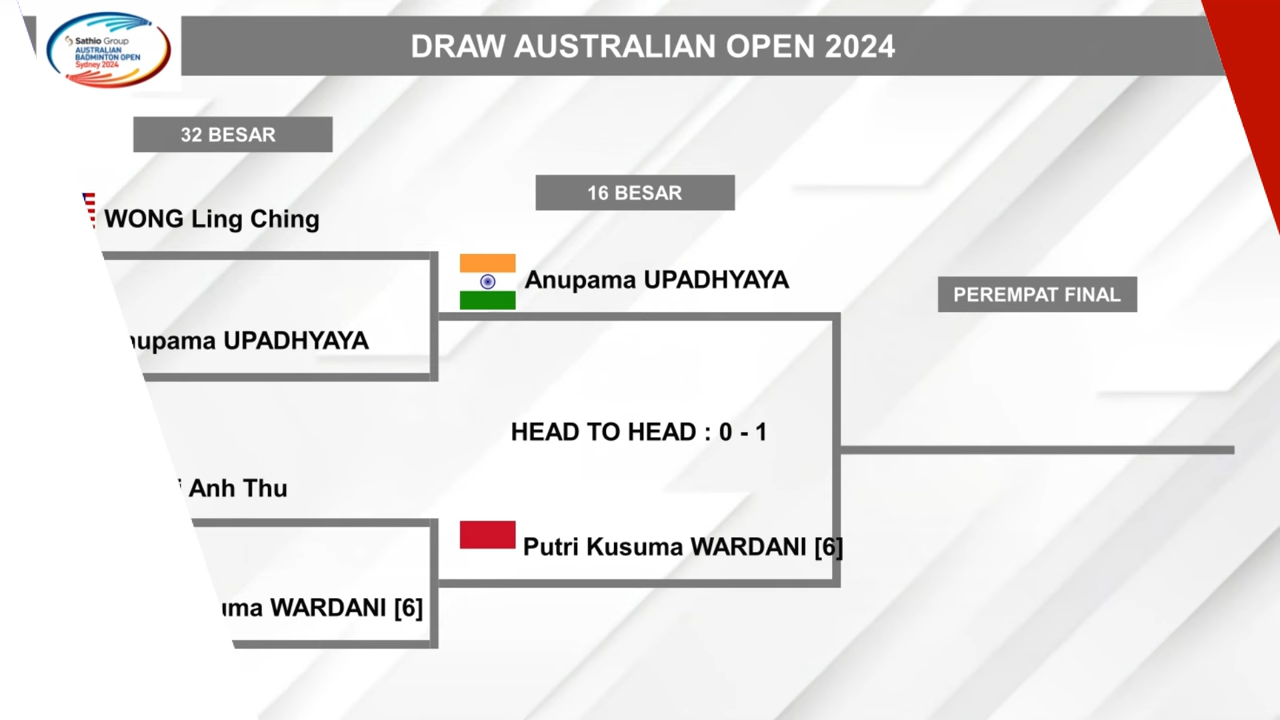 Sathio Group
AUSTRALIAN
BADMINTON OPEN
Sydney 2024
DRAW AUSTRALIAN OPEN 2024
32 BESAR
16 BESAR
PEREMPAT FINAL
WONG Ling Ching
Anupama UPADHYAYA
nupama UPADHYAYA
HEAD TO HEAD : 0 - 1
Anh Thu
Putri Kusuma WARDANI [6]
uma WARDANI [6]